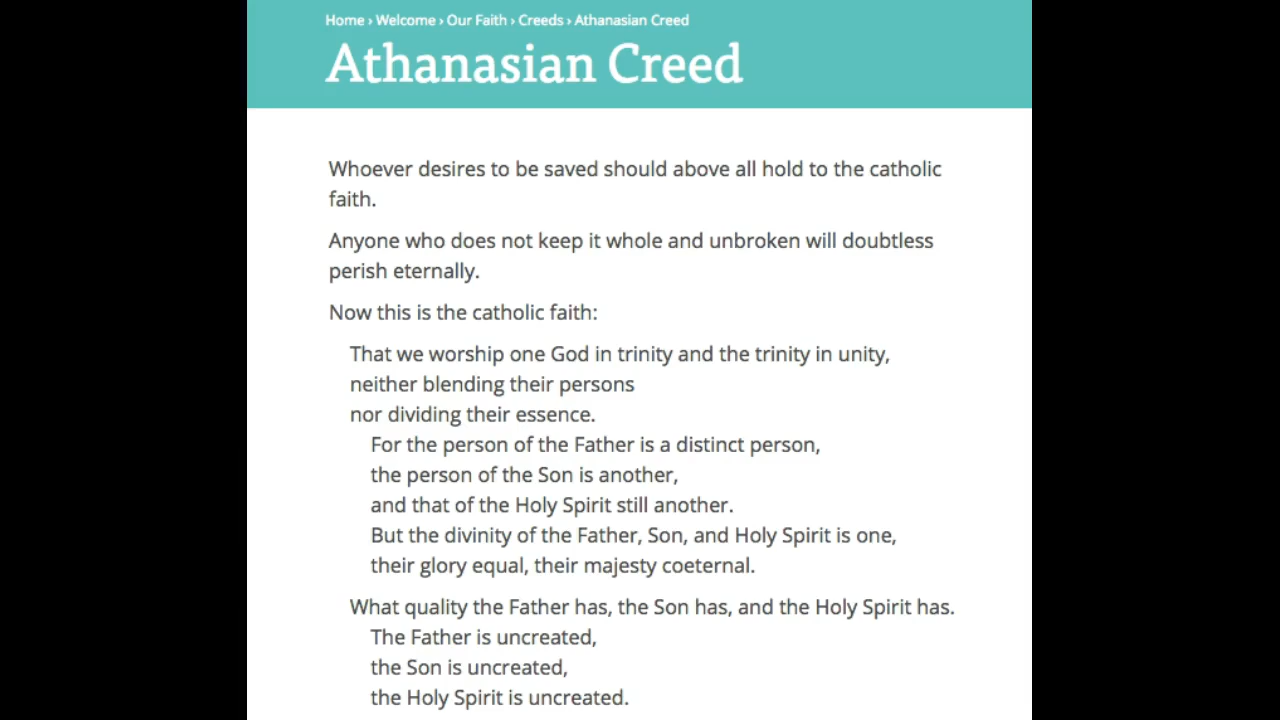 Home › Welcome › Our Faith › Creeds › Athanasian Creed
Athanasian Creed
Whoever desires to be saved should above all hold to the catholic
faith.
Anyone who does not keep it whole and unbroken will doubtless
perish eternally.
Now this is the catholic faith:
That we worship one God in trinity and the trinity in unity,
neither blending their persons
nor dividing their essence.
For the person of the Father is a distinct person,
the person of the Son is another,
and that of the Holy Spirit still another.
But the divinity of the Father, Son, and Holy Spirit is one,
their glory equal, their majesty coeternal.
What quality the Father has, the Son has, and the Holy Spirit has.
The Father is uncreated,
the Son is uncreated,
the Holy Spirit is uncreated.